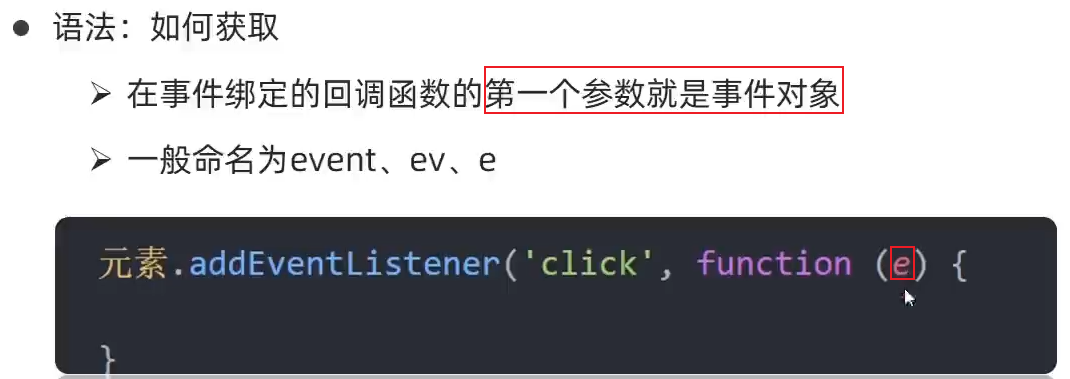 语法：如何获取
在事件绑定的回调函数的第一个参数就是事件对象
一般命名为event、ev、e
元素.addEventListener('click', function (e) {
}